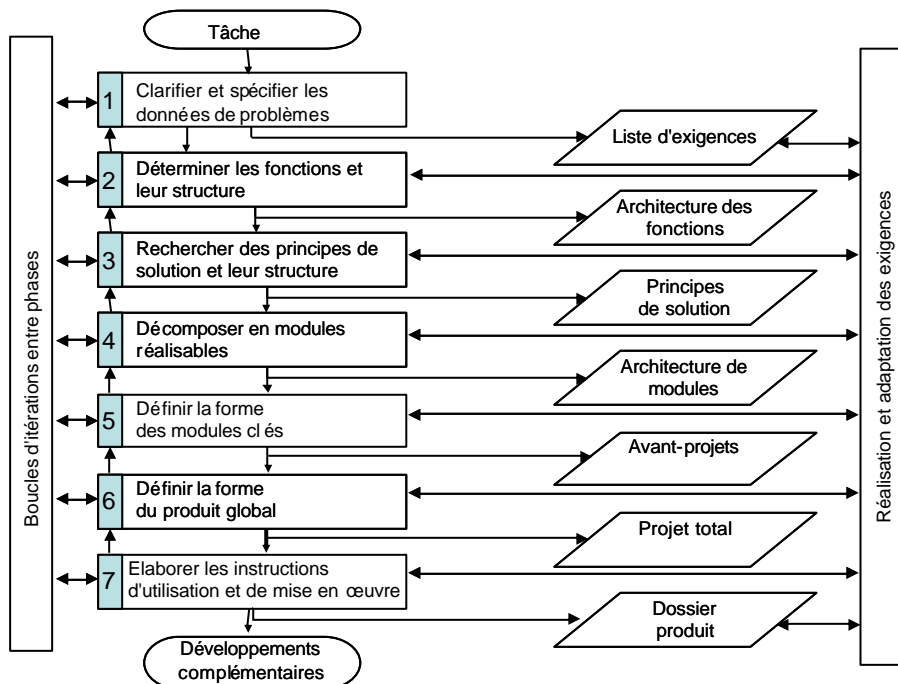 Tâche
1
Clarifier et spécifier les
données de problèmes
Liste d'exigences
2
Déterminer les fonctions et
leur structure
Architecture des
fonctions
3
Rechercher des principes de
solution et leur structure
Principes
de solution
4
Décomposer en modules
réalisables
Architecture de
modules
5
Définir la forme
des modules clés
Avant-projets
6
Définir la forme
du produit global
Projet total
7
Elaborer les instructions
d'utilisation et de mise en œuvre
Dossier
produit
Développements
complémentaires
Boucles d'itérations entre phases
Réalisation et adaptation des exigences